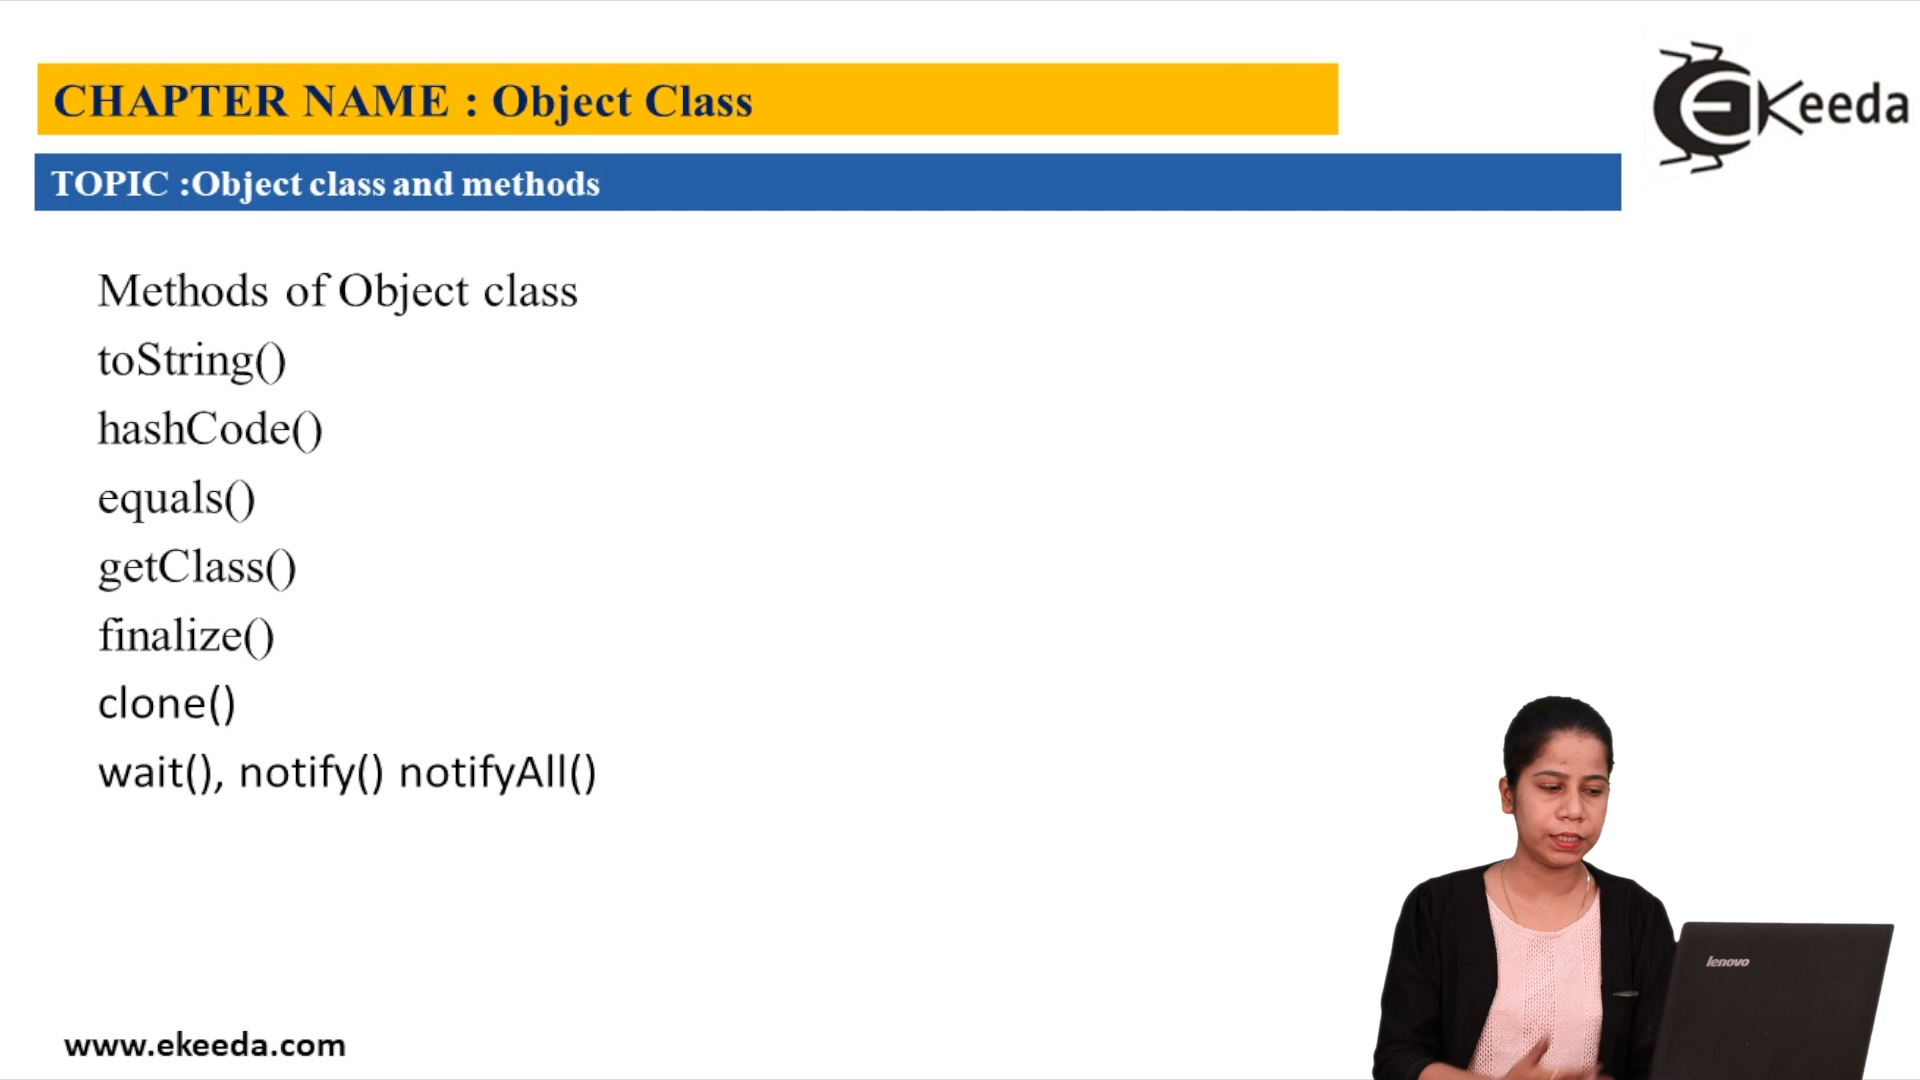 CHAPTER NAME : Object Class
EKeeda
TOPIC :Object class and methods
Methods of Object class
toString()
hashCode()
equals()
getClass()
finalize()
clone()
wait(), notify() notifyAll()
lenovo
www.ekeeda.com